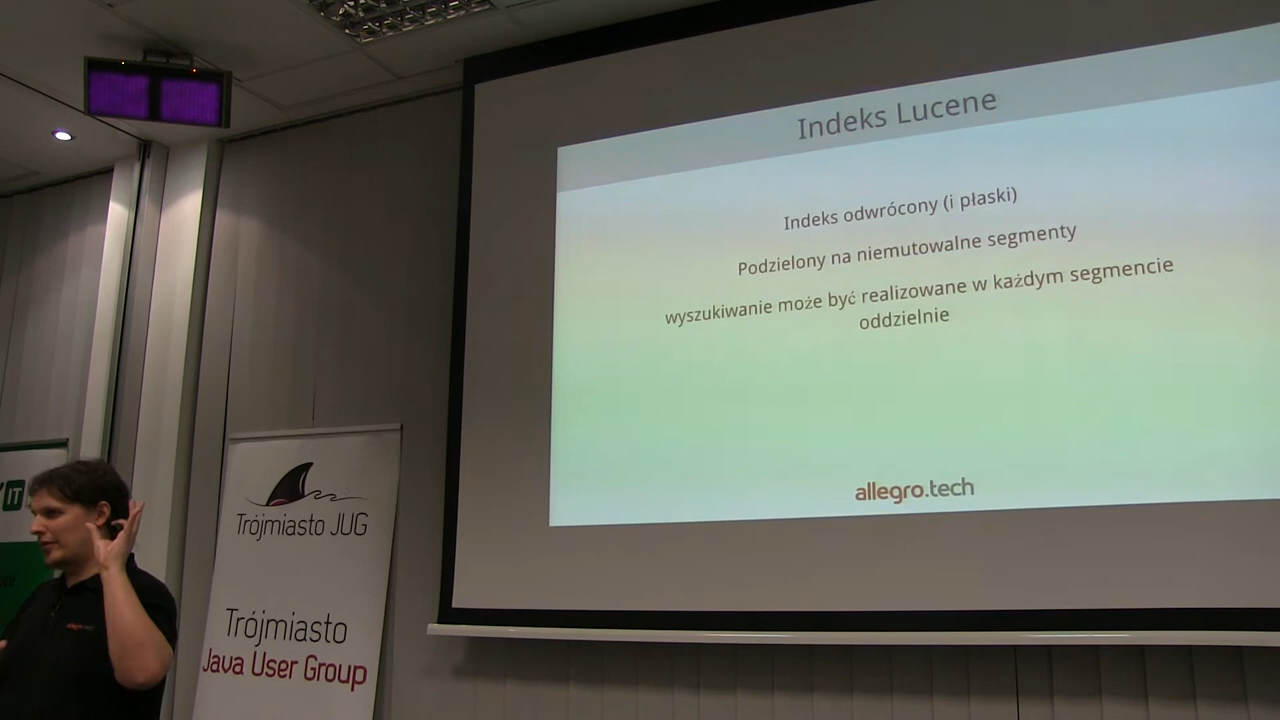 Indeks Lucene
Indeks odwrócony (i płaski)
Podzielony na niemutowalne segmenty
wyszukiwanie może być realizowane w każdym segmencie
oddzielnie
allegro.tech
IT
Trójmiasto JUG
Trójmiasto
Java User Group